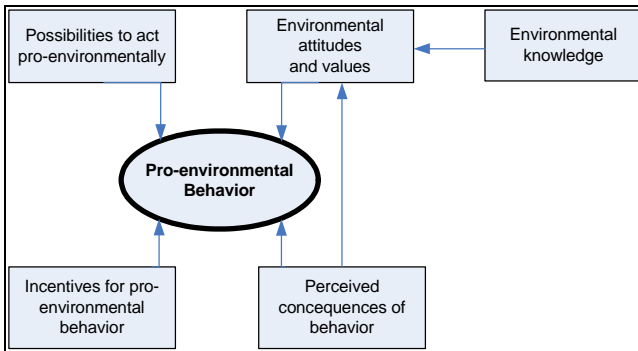 Possibilities to act
pro-environmentally
Environmental
attitudes
and values
Environmental
knowledge
Pro-environmental
Behavior
Incentives for pro-
environmental
behavior
Perceived
concequences of
behavior